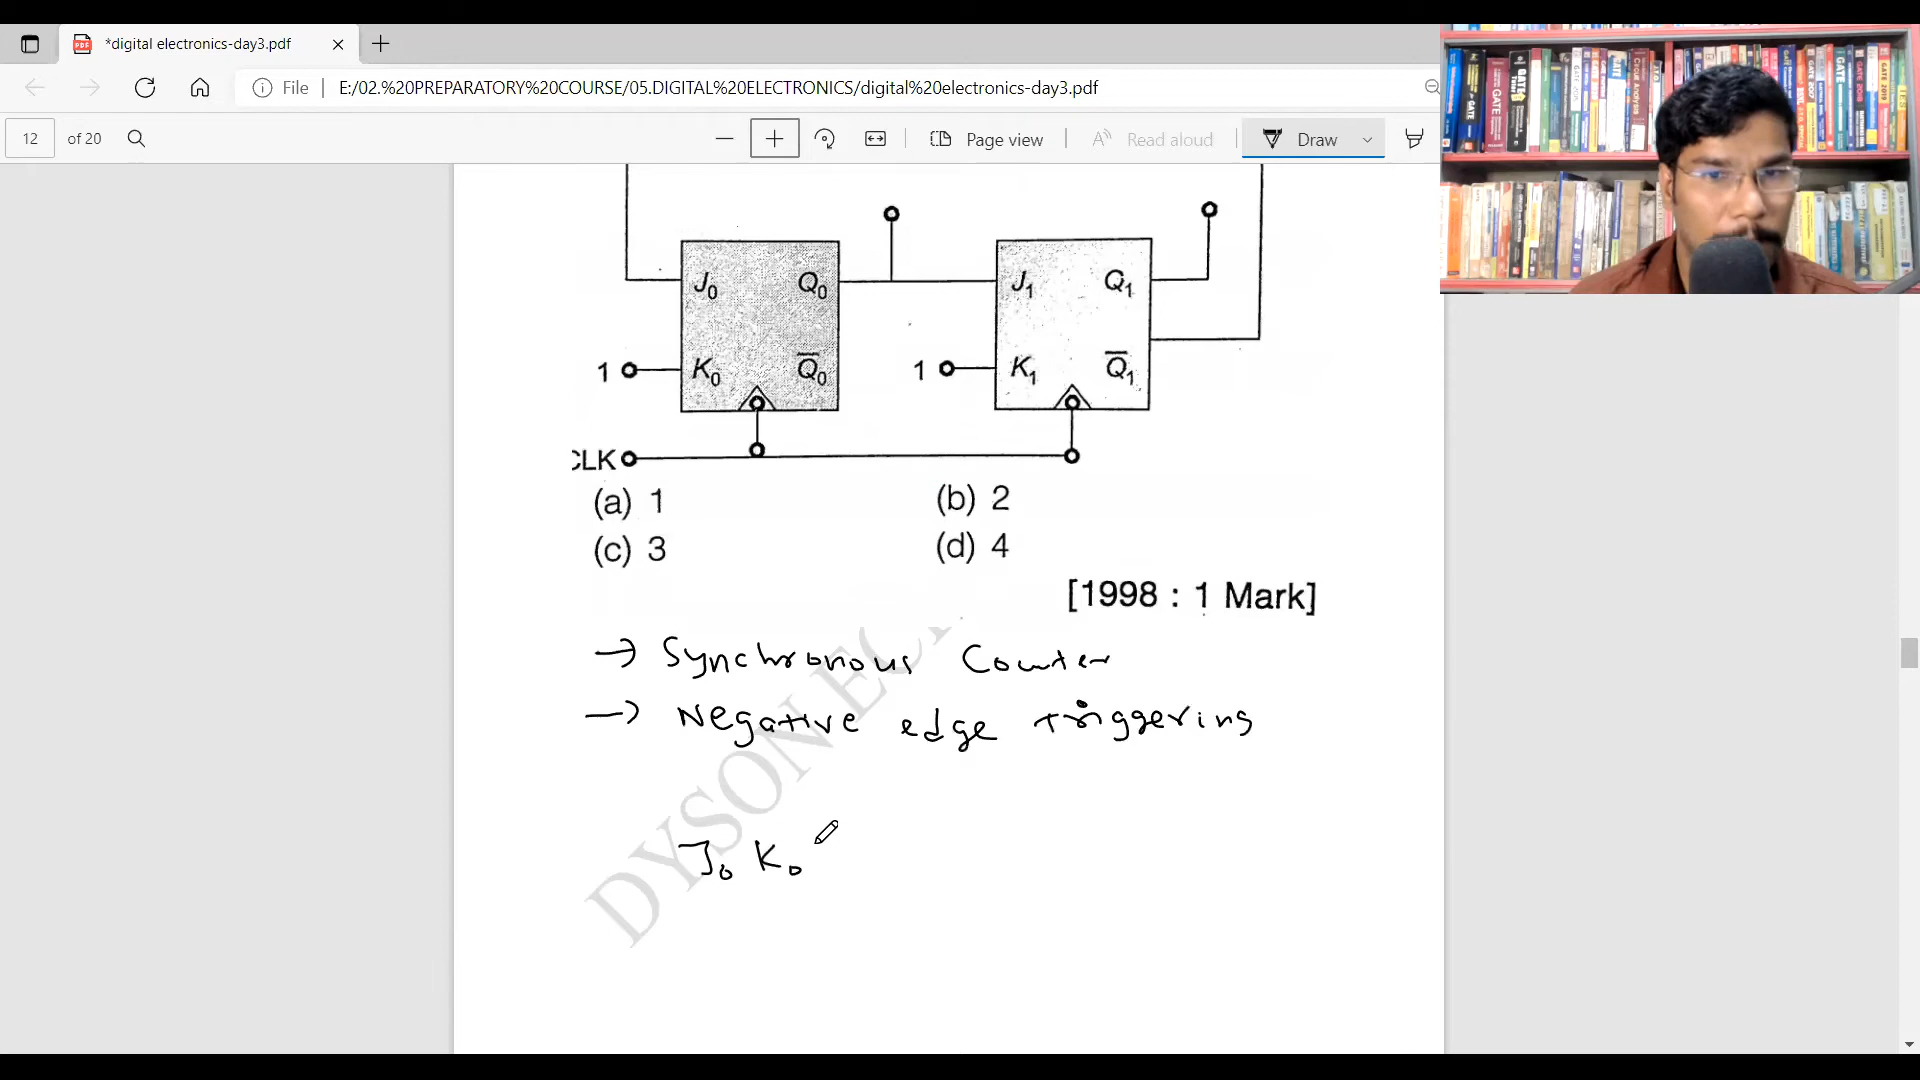 *digital electronics-day3.pdf
File
E:/02.%20PREPARATORY%20COURSE/05.DIGITAL%20ELECTRONICS/digital%20electronics-day3.pdf
12 of 20
Page view
Read aloud
Draw
J0 Q0 J1 Q1
1 K0 Q̅0 1 K1 Q̅1
CLK
(a) 1 (b) 2
(c) 3 (d) 4
[1998 : 1 Mark]
→ Synchronous Counter
→ Negative edge triggering
J0 K0
DYSON EC